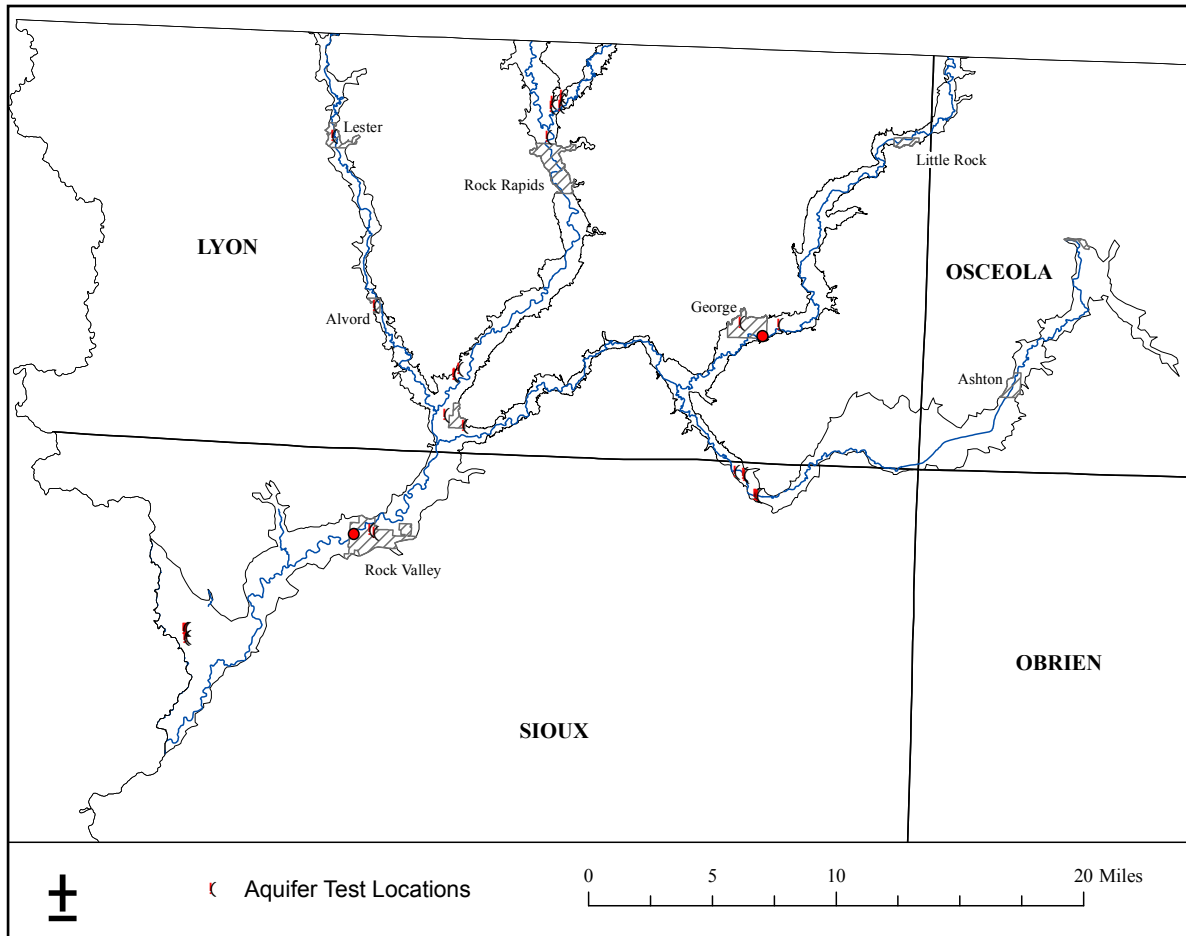 Lester
Little Rock
Rock Rapids
LYON
OSCEOLA
George
Alvord
Ashton
Rock Valley
OBRIEN
SIOUX
Aquifer Test Locations
0 5 10 20 Miles